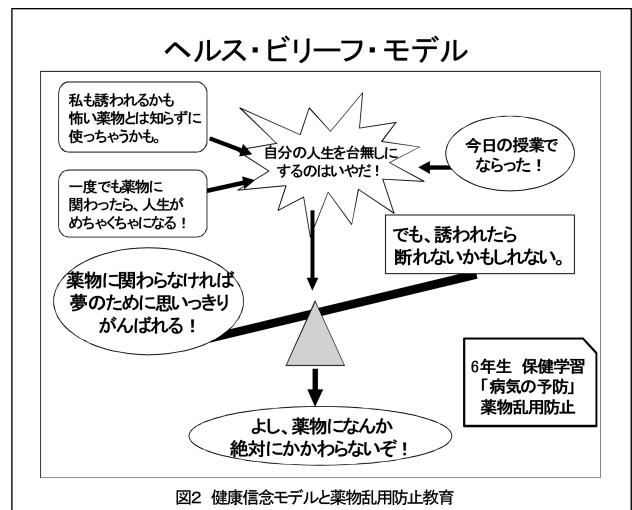 ヘルス・ビリーフ・モデル
私も誘われるかも
怖い薬物とは知らずに
使っちゃうかも。
自分の人生を台無しに
するのはいやだ！
今日の授業で
ならった！
一度でも薬物に
関わったら、人生が
めちゃくちゃになる！
でも、誘われたら
断れないかもしれない。
薬物に関わらなければ
夢のために思いっきり
がんばれる！
6年生 保健学習
「病気の予防」
薬物乱用防止
よし、薬物になんか
絶対にかかわらないぞ！
図2 健康信念モデルと薬物乱用防止教育